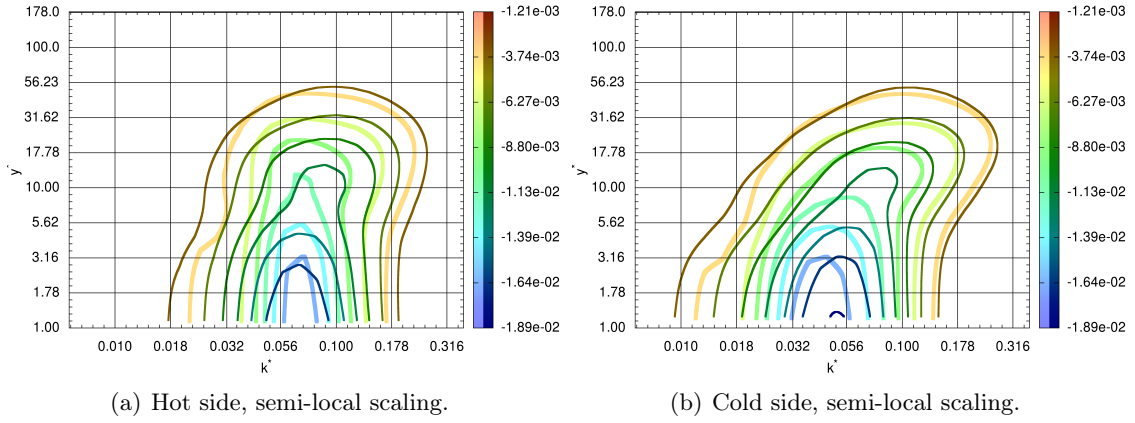 178.0
100.0
56.23
31.62
17.78
10.00
5.62
3.16
1.78
1.00
y*
0.010 0.018 0.032 0.056 0.100 0.178 0.316
k*
-1.21e-03
-3.74e-03
-6.27e-03
-8.80e-03
-1.13e-02
-1.39e-02
-1.64e-02
-1.89e-02
(a) Hot side, semi-local scaling.
178.0
100.0
56.23
31.62
17.78
10.00
5.62
3.16
1.78
1.00
y*
0.010 0.018 0.032 0.056 0.100 0.178 0.316
k*
-1.21e-03
-3.74e-03
-6.27e-03
-8.80e-03
-1.13e-02
-1.39e-02
-1.64e-02
-1.89e-02
(b) Cold side, semi-local scaling.